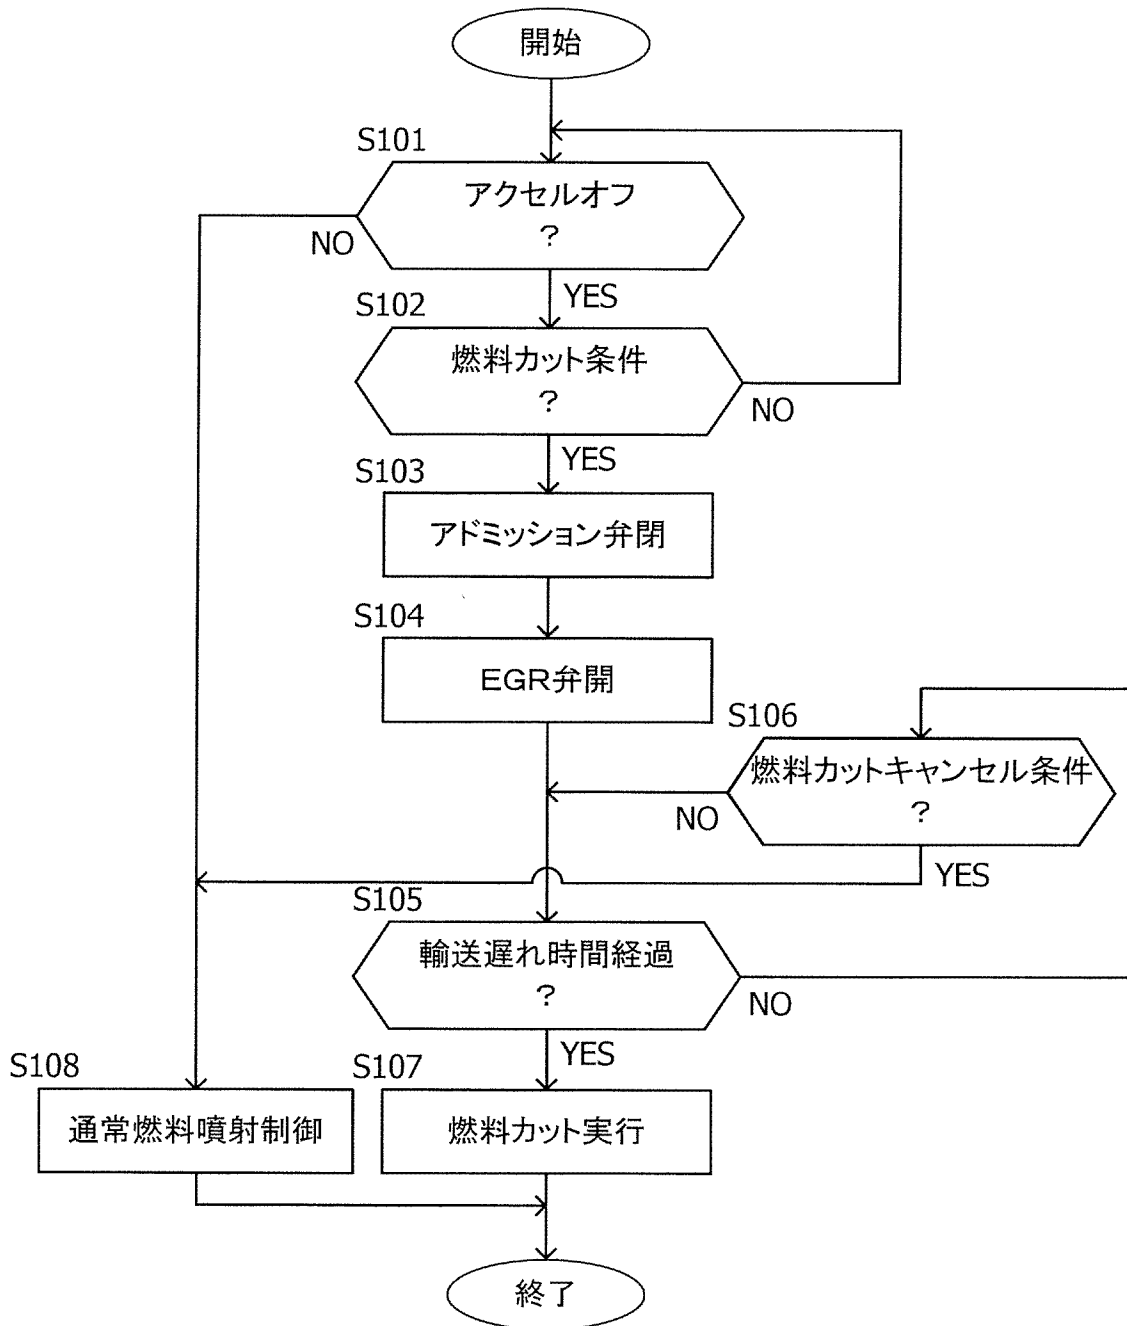 開始
S101
アクセルオフ
?
NO
YES
S102
燃料カット条件
?
NO
YES
S103
アドミッション弁閉
S104
EGR弁開
S106
燃料カットキャンセル条件
?
NO
YES
S105
輸送遅れ時間経過
?
NO
YES
S108
通常燃料噴射制御
S107
燃料カット実行
終了